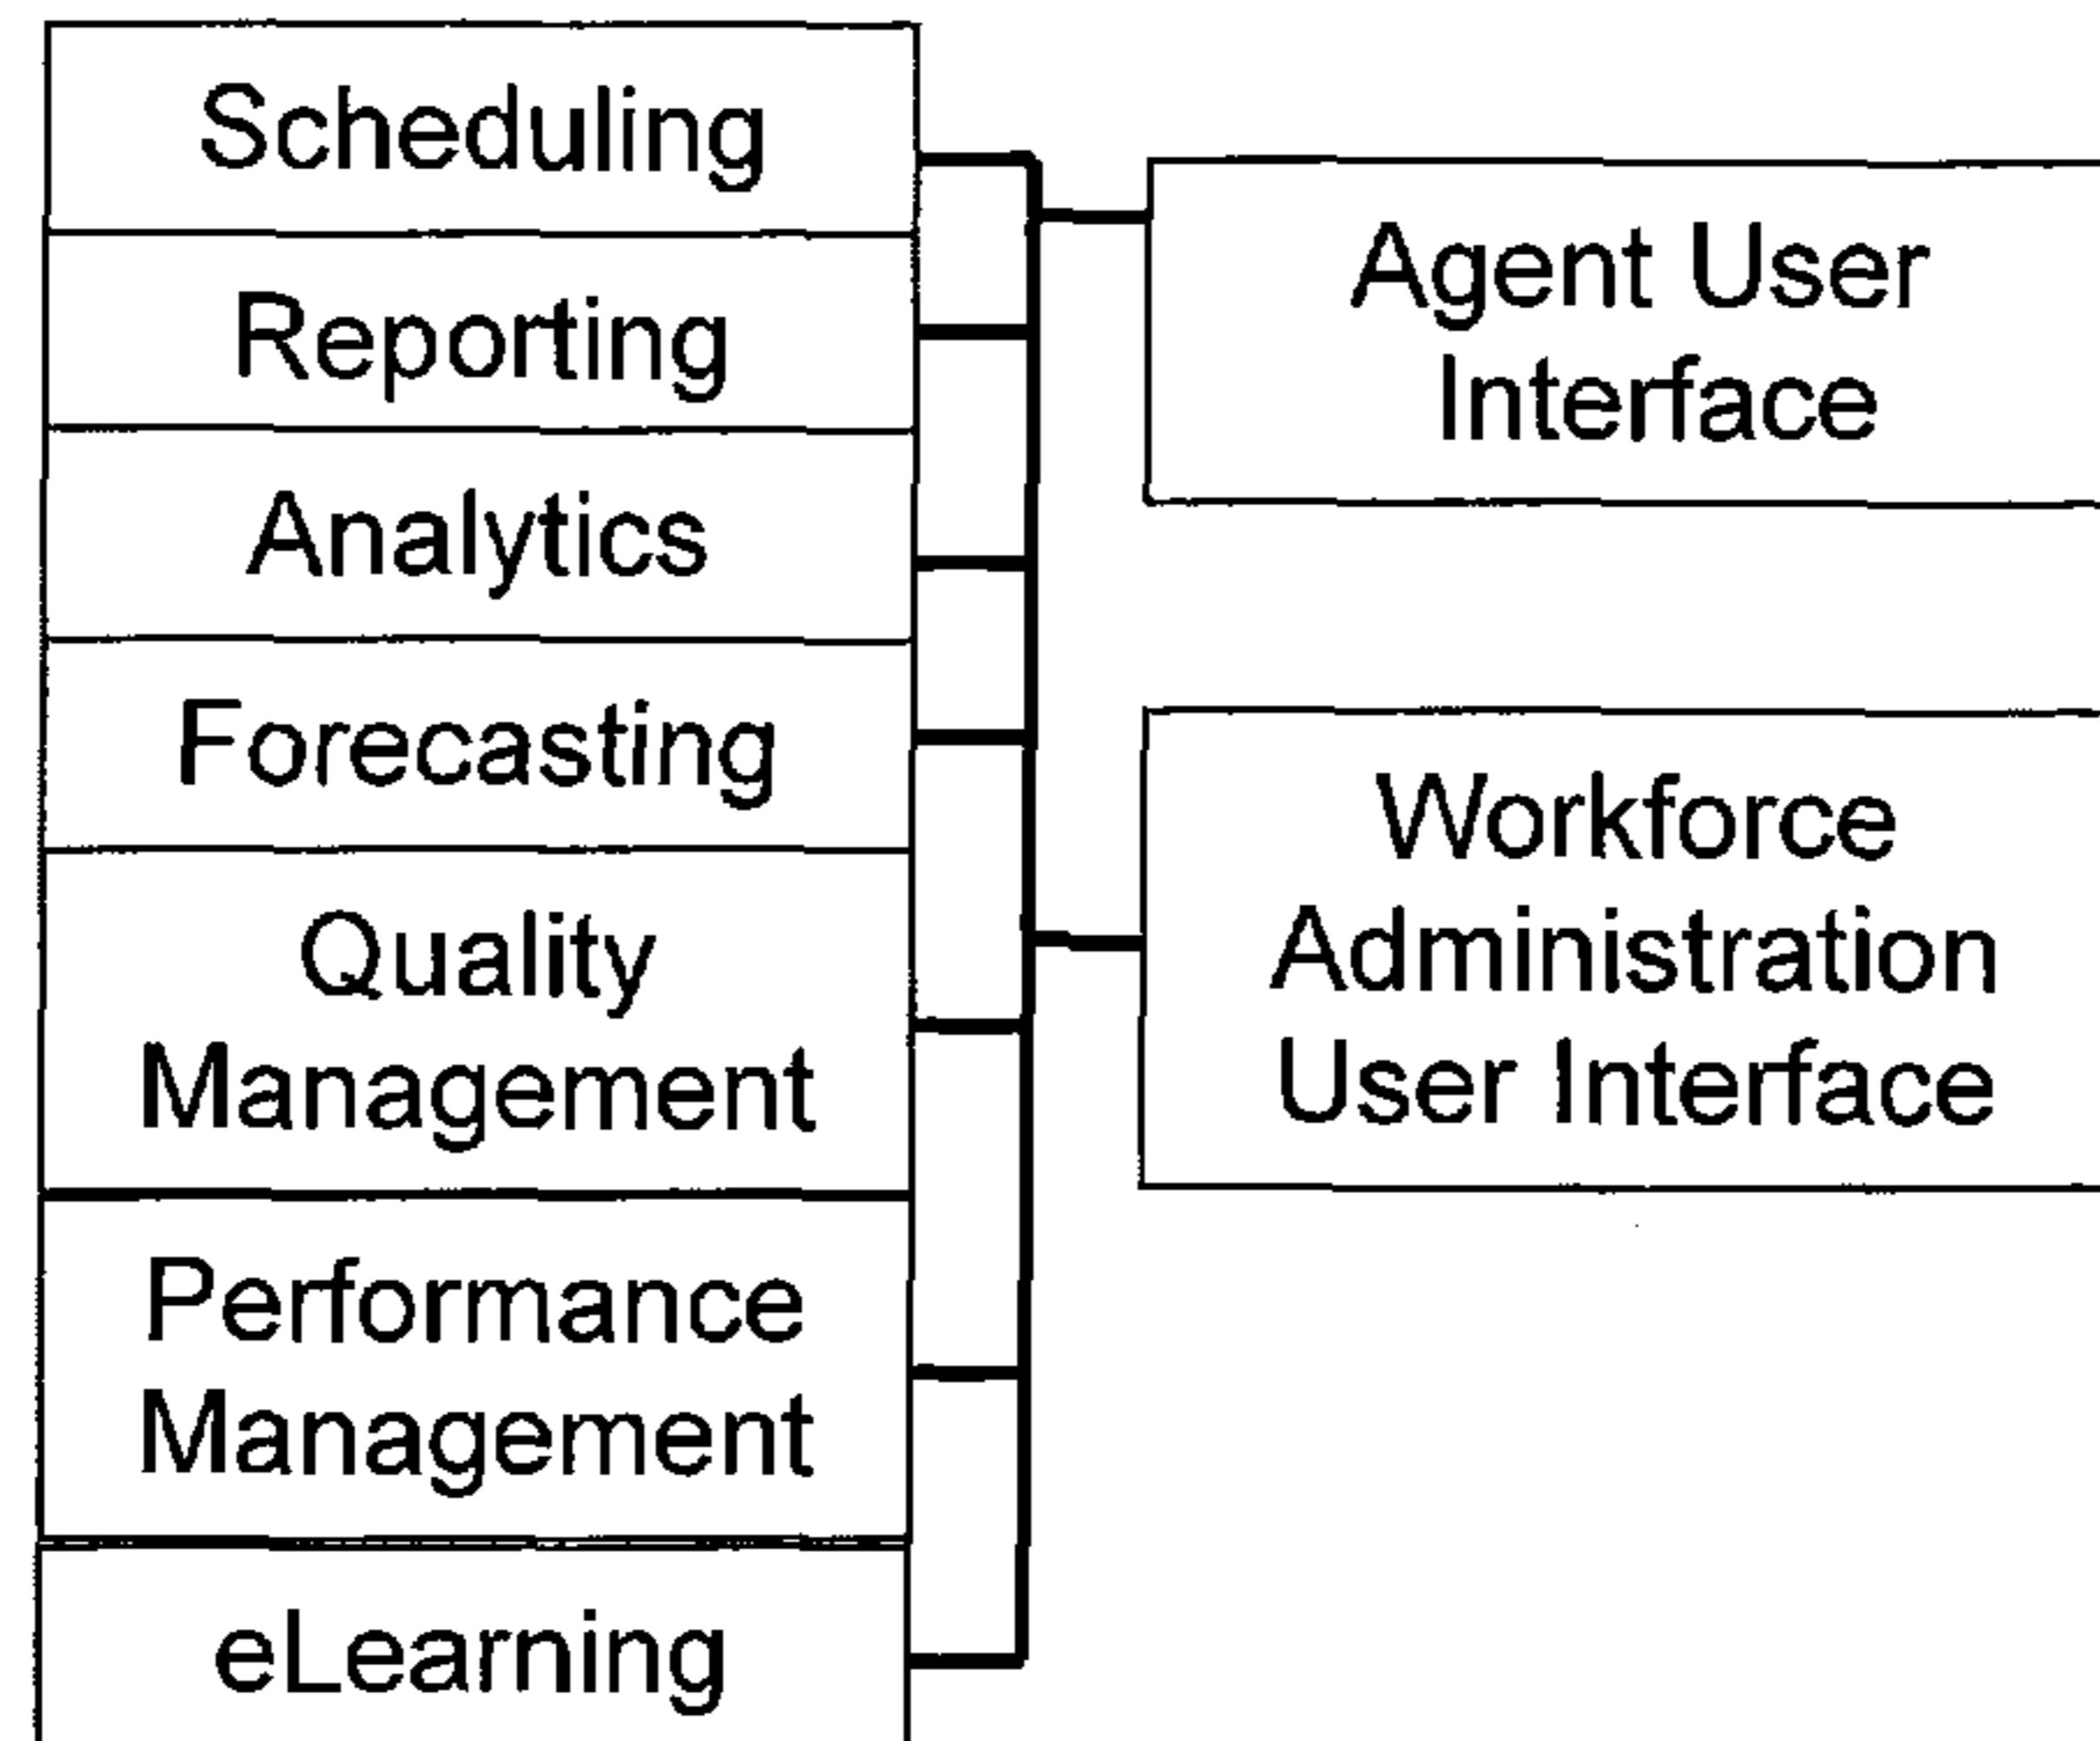 Scheduling
Reporting
Analytics
Forecasting
Quality
Management
Performance
Management
eLearning
Agent User
Interface
Workforce
Administration
User Interface